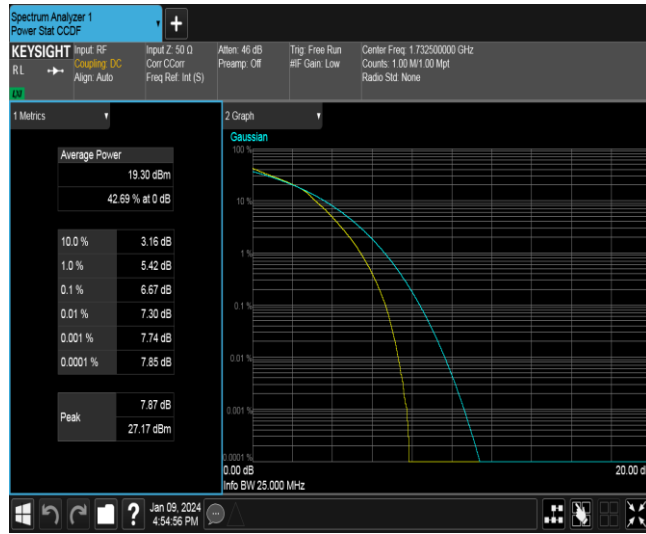 Spectrum Analyzer 1
Power Stat CCDF
+
KEYSIGHT
RL
LXI
Input: RF
Coupling: DC
Align: Auto
Input Z: 50 Ω
Corr CCorr
Freq Ref: Int (S)
Atten: 46 dB
Preamp: Off
Trig: Free Run
#IF Gain: Low
Center Freq: 1.732500000 GHz
Counts: 1.00 M/1.00 Mpt
Radio Std: None
1 Metrics
Average Power
19.30 dBm
42.69 % at 0 dB
10.0 % 3.16 dB
1.0 % 5.42 dB
0.1 % 6.67 dB
0.01 % 7.30 dB
0.001 % 7.74 dB
0.0001 % 7.85 dB
Peak
7.87 dB
27.17 dBm
2 Graph
Gaussian
100 %
10 %
1 %
0.1 %
0.01 %
0.001 %
0.0001 %
0.00 dB
20.00 d
Info BW 25.000 MHz
?
Jan 09, 2024
4:54:56 PM